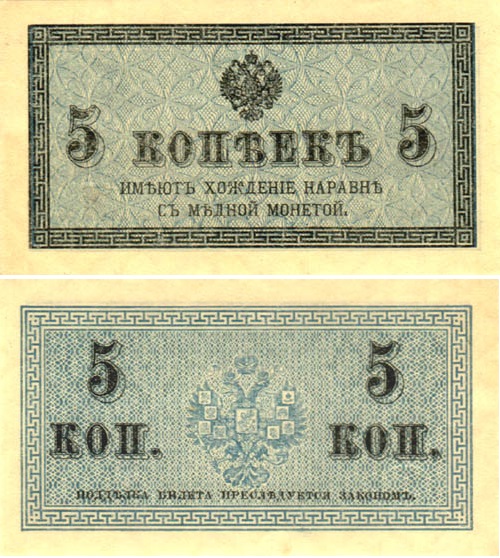 5 КОПѢЕКЪ 5
ИМѢЮТЪ ХОЖДЕНІЕ НАРАВНѢ
СЪ МѢДНОЙ МОНЕТОЙ.
5 5
КОП. КОП.
ПОДДѢЛКА БИЛЕТА ПРЕСЛѢДУЕТСЯ ЗАКОНОМЪ.